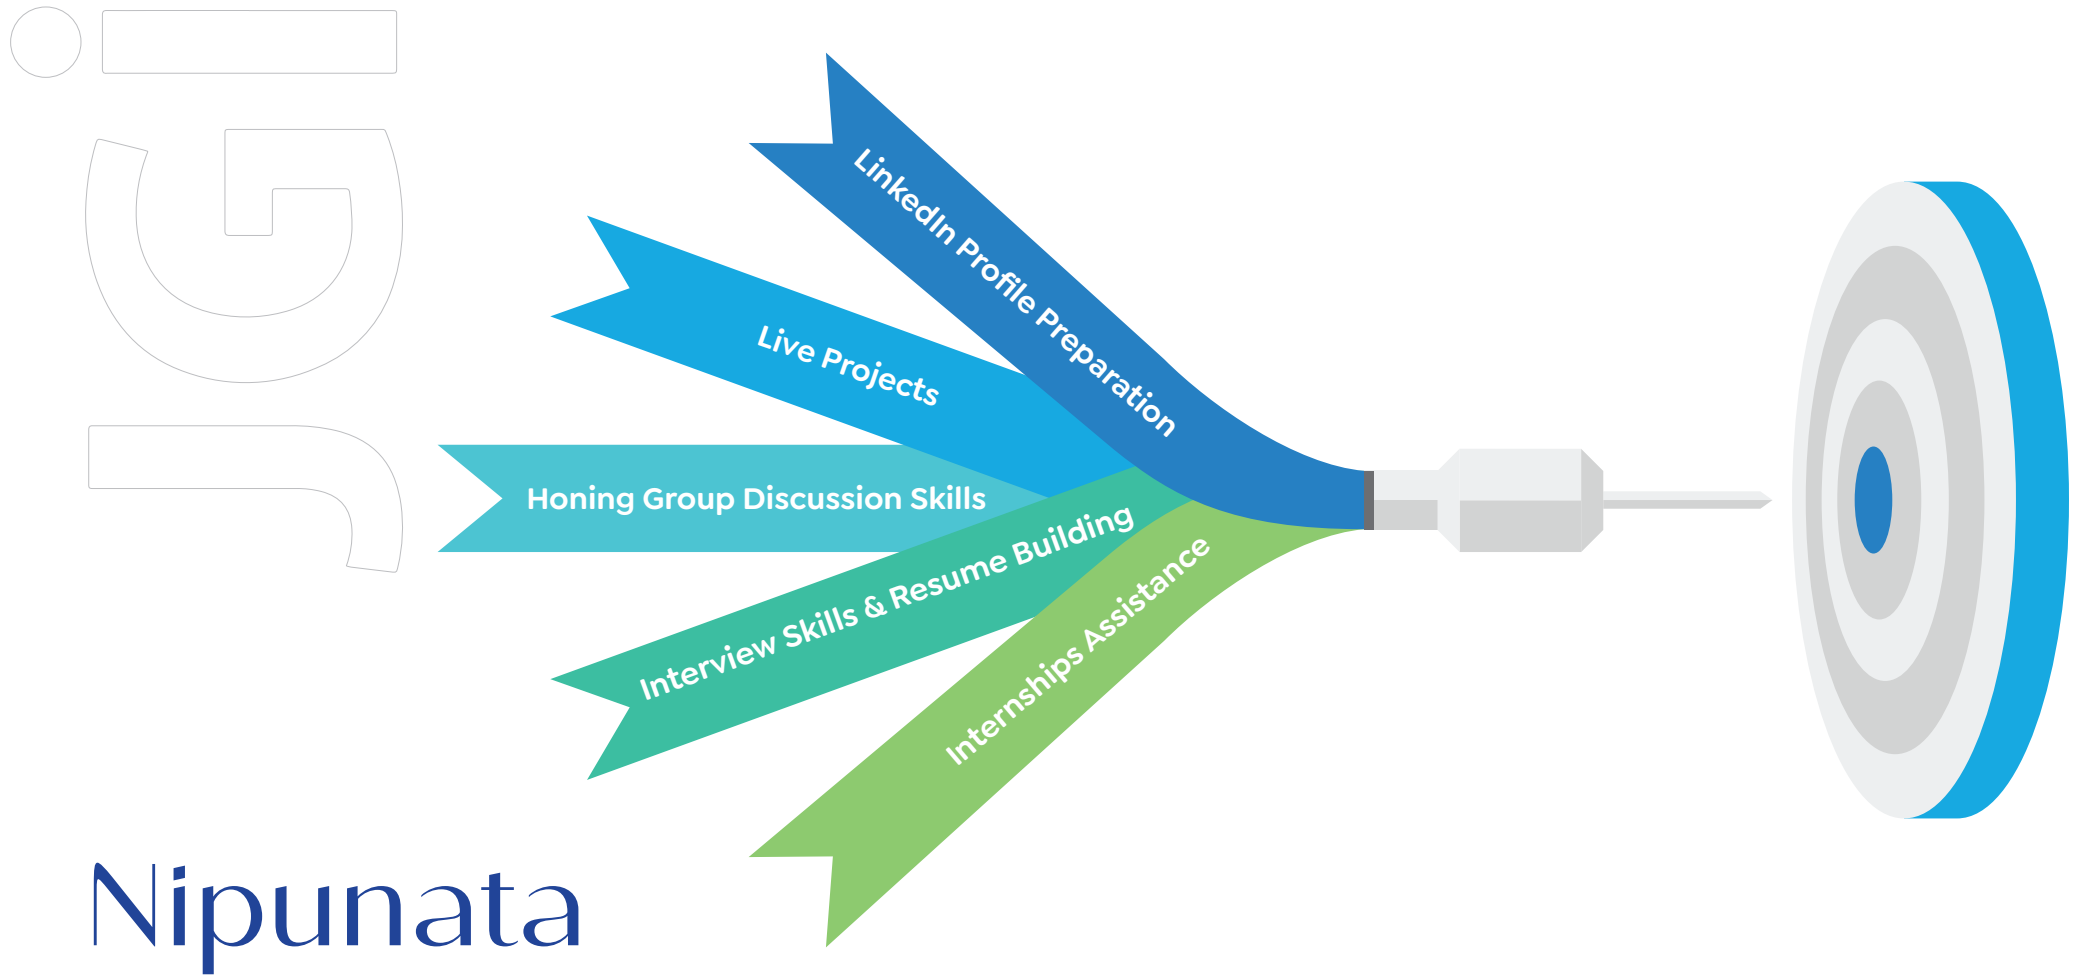 JGi
LinkedIn Profile Preparation
Live Projects
Honing Group Discussion Skills
Interview Skills & Resume Building
Internships Assistance
Nipunata